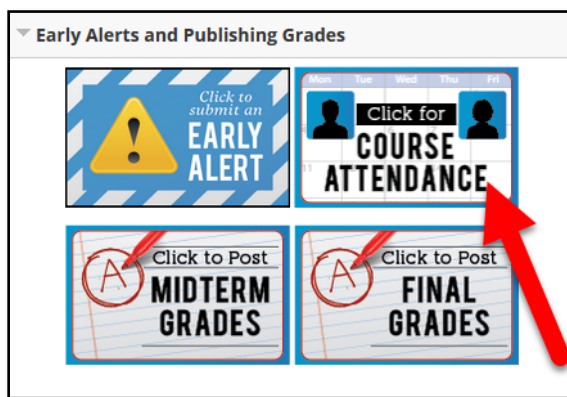 Early Alerts and Publishing Grades
Click to
submit an
EARLY
ALERT
Mon Tue Wed Thu Fri
Click for
COURSE
ATTENDANCE
11
A
Click to Post
MIDTERM
GRADES
A
Click to Post
FINAL
GRADES